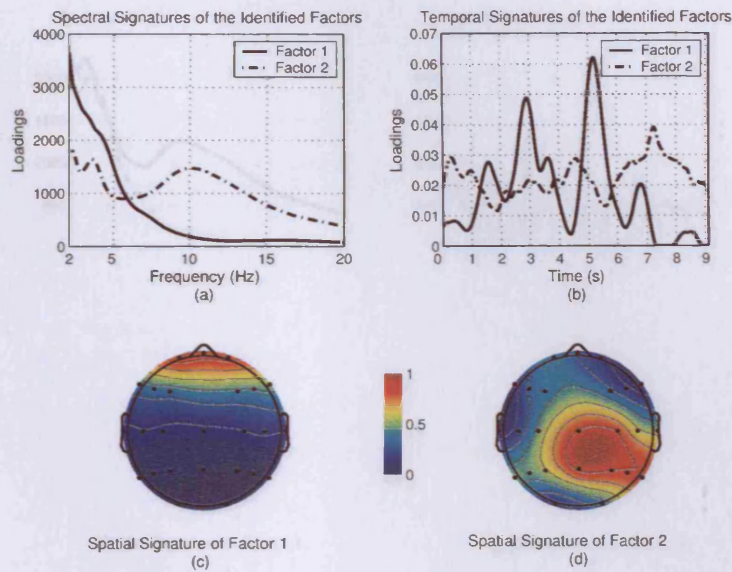 Spectral Signatures of the Identified Factors
4000
3000
2000
1000
0
Loadings
Factor 1
Factor 2
2
5
10
15
20
Frequency (Hz)
(a)
Temporal Signatures of the Identified Factors
0.07
0.06
0.05
0.04
0.03
0.02
0.01
0
Loadings
Factor 1
Factor 2
0
1
2
3
4
5
6
7
8
9
Time (s)
(b)
1
0.5
0
Spatial Signature of Factor 1
(c)
Spatial Signature of Factor 2
(d)